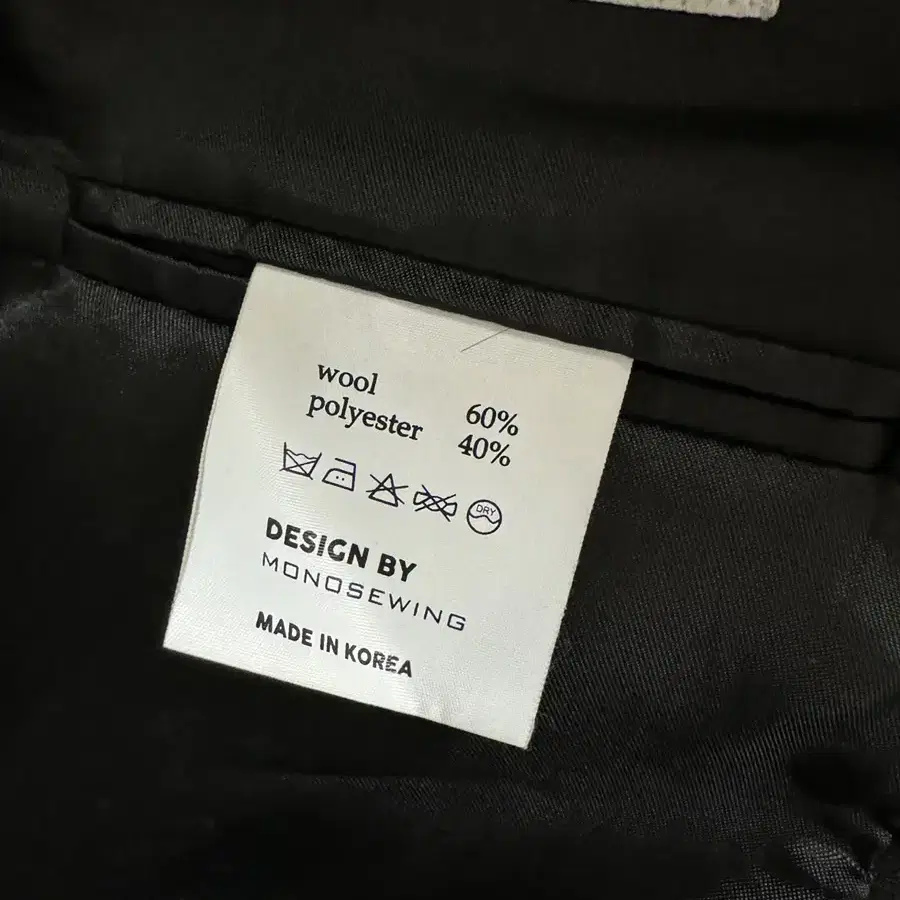 wool 60%
polyester 40%
DRY
DESIGN BY
MONOSEWING
MADE IN KOREA